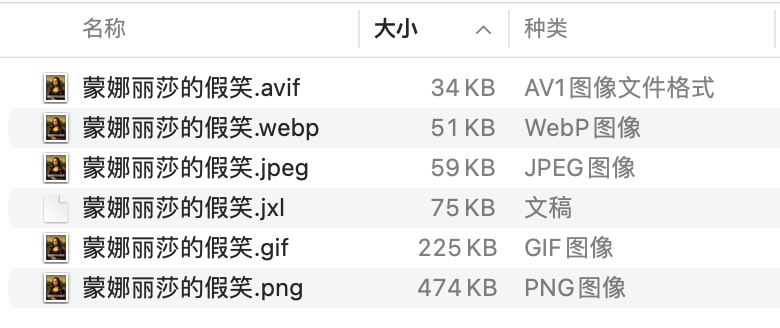 名称 大小 种类
蒙娜丽莎的假笑.avif 34 KB AV1图像文件格式
蒙娜丽莎的假笑.webp 51 KB WebP图像
蒙娜丽莎的假笑.jpeg 59 KB JPEG图像
蒙娜丽莎的假笑.jxl 75 KB 文稿
蒙娜丽莎的假笑.gif 225 KB GIF图像
蒙娜丽莎的假笑.png 474 KB PNG图像